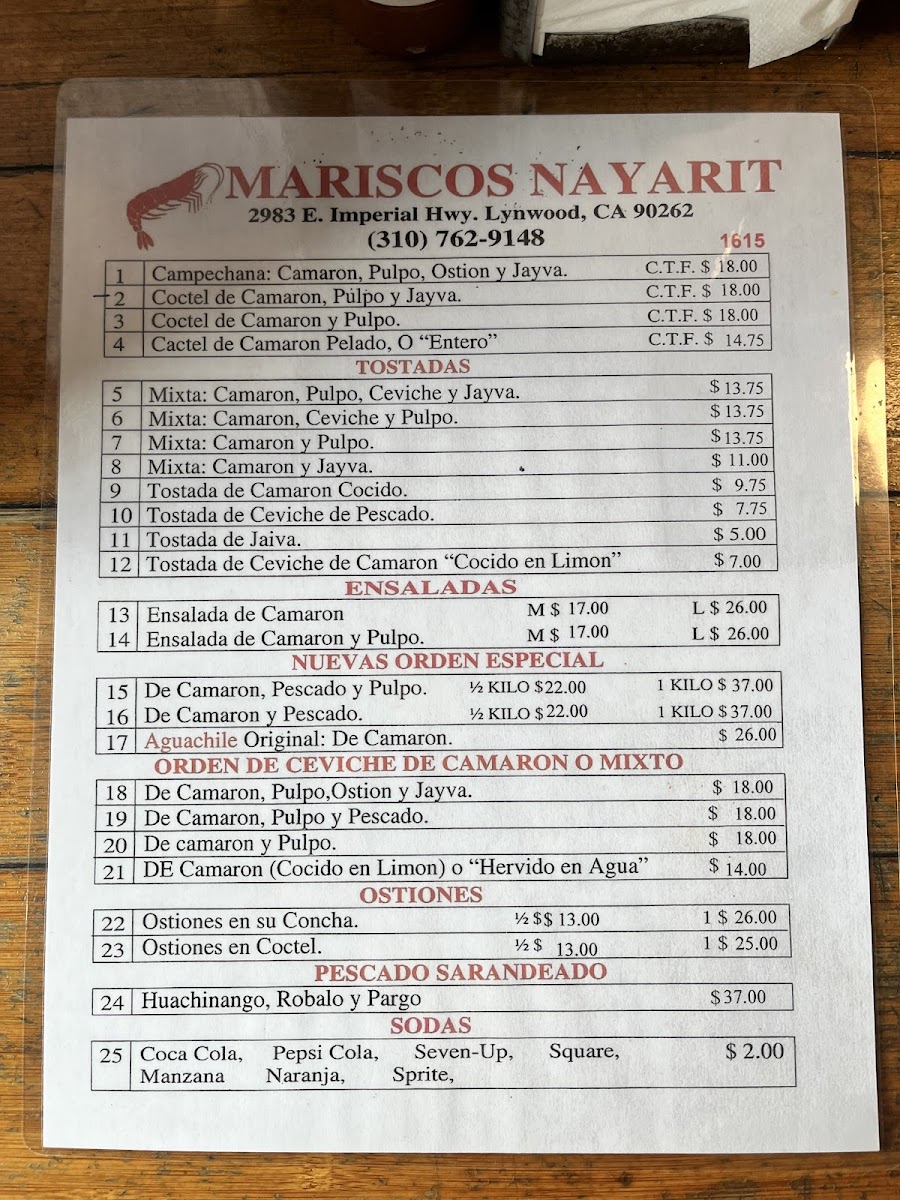 MARISCOS NAYARIT
2983 E. Imperial Hwy. Lynwood, CA 90262
(310) 762-9148
1615
1 Campechana: Camaron, Pulpo, Ostion y Jayva. C.T.F. $ 18.00
2 Coctel de Camaron, Pulpo y Jayva. C.T.F. $ 18.00
3 Coctel de Camaron y Pulpo. C.T.F. $ 18.00
4 Cactel de Camaron Pelado, O “Entero” C.T.F. $ 14.75
TOSTADAS
5 Mixta: Camaron, Pulpo, Ceviche y Jayva. $ 13.75
6 Mixta: Camaron, Ceviche y Pulpo. $ 13.75
7 Mixta: Camaron y Pulpo. $ 13.75
8 Mixta: Camaron y Jayva. $ 11.00
9 Tostada de Camaron Cocido. $ 9.75
10 Tostada de Ceviche de Pescado. $ 7.75
11 Tostada de Jaiva. $ 5.00
12 Tostada de Ceviche de Camaron “Cocido en Limon” $ 7.00
ENSALADAS
13 Ensalada de Camaron M $ 17.00 L $ 26.00
14 Ensalada de Camaron y Pulpo. M $ 17.00 L $ 26.00
NUEVAS ORDEN ESPECIAL
15 De Camaron, Pescado y Pulpo. ½ KILO $ 22.00 1 KILO $ 37.00
16 De Camaron y Pescado. ½ KILO $ 22.00 1 KILO $ 37.00
17 Aguachile Original: De Camaron. $ 26.00
ORDEN DE CEVICHE DE CAMARON O MIXTO
18 De Camaron, Pulpo,Ostion y Jayva. $ 18.00
19 De Camaron, Pulpo y Pescado. $ 18.00
20 De camaron y Pulpo. $ 18.00
21 DE Camaron (Cocido en Limon) o “Hervido en Agua” $ 14.00
OSTIONES
22 Ostiones en su Concha. ½ $$ 13.00 1 $ 26.00
23 Ostiones en Coctel. ½ $ 13.00 1 $ 25.00
PESCADO SARANDEADO
24 Huachinango, Robalo y Pargo $ 37.00
SODAS
25 Coca Cola, Pepsi Cola, Seven-Up, Square, $ 2.00
Manzana Naranja, Sprite,